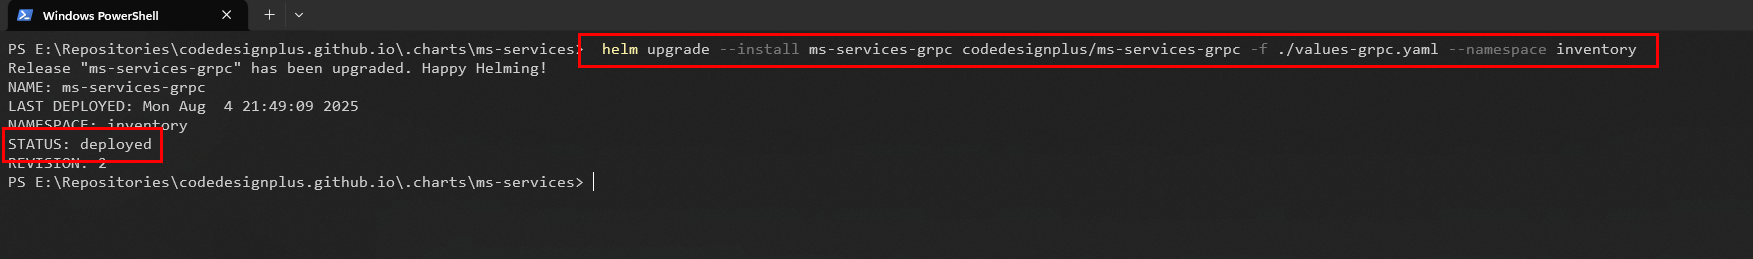 Windows PowerShell
PS E:\Repositories\codedesignplus.github.io\.charts\ms-services> helm upgrade --install ms-services-grpc codedesignplus/ms-services-grpc -f ./values-grpc.yaml --namespace inventory
Release "ms-services-grpc" has been upgraded. Happy Helming!
NAME: ms-services-grpc
LAST DEPLOYED: Mon Aug  4 21:49:09 2025
NAMESPACE: inventory
STATUS: deployed
REVISION: 2
PS E:\Repositories\codedesignplus.github.io\.charts\ms-services>